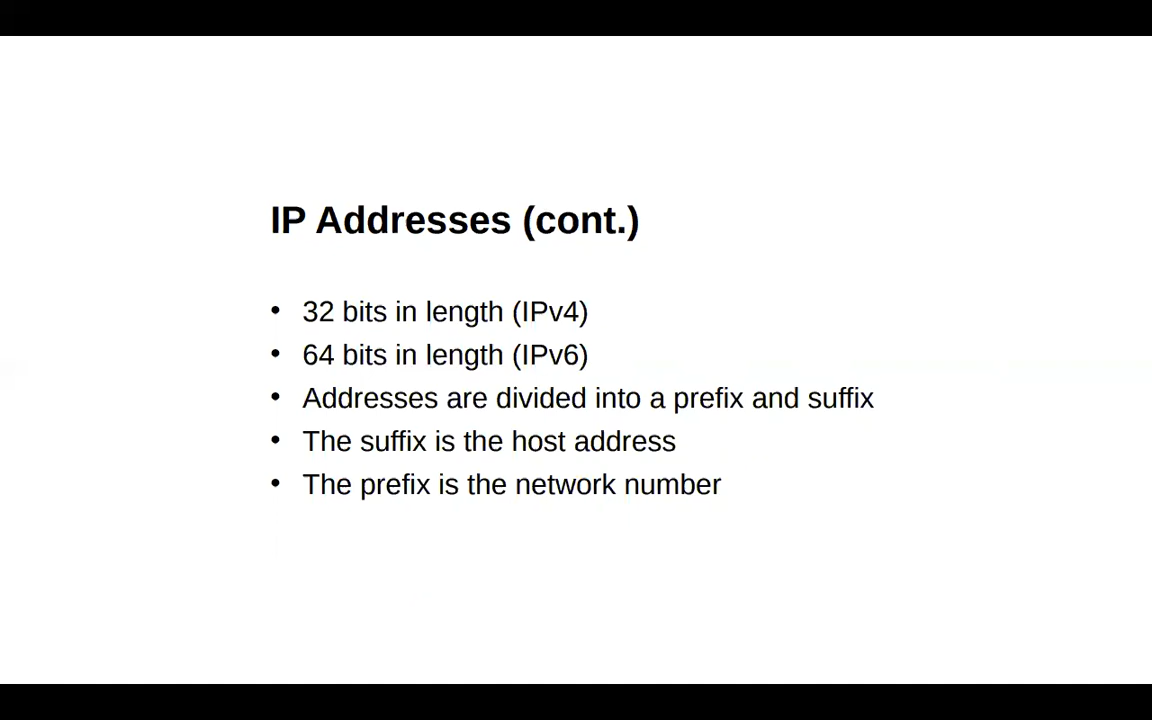 IP Addresses (cont.)
• 32 bits in length (IPv4)
• 64 bits in length (IPv6)
• Addresses are divided into a prefix and suffix
• The suffix is the host address
• The prefix is the network number